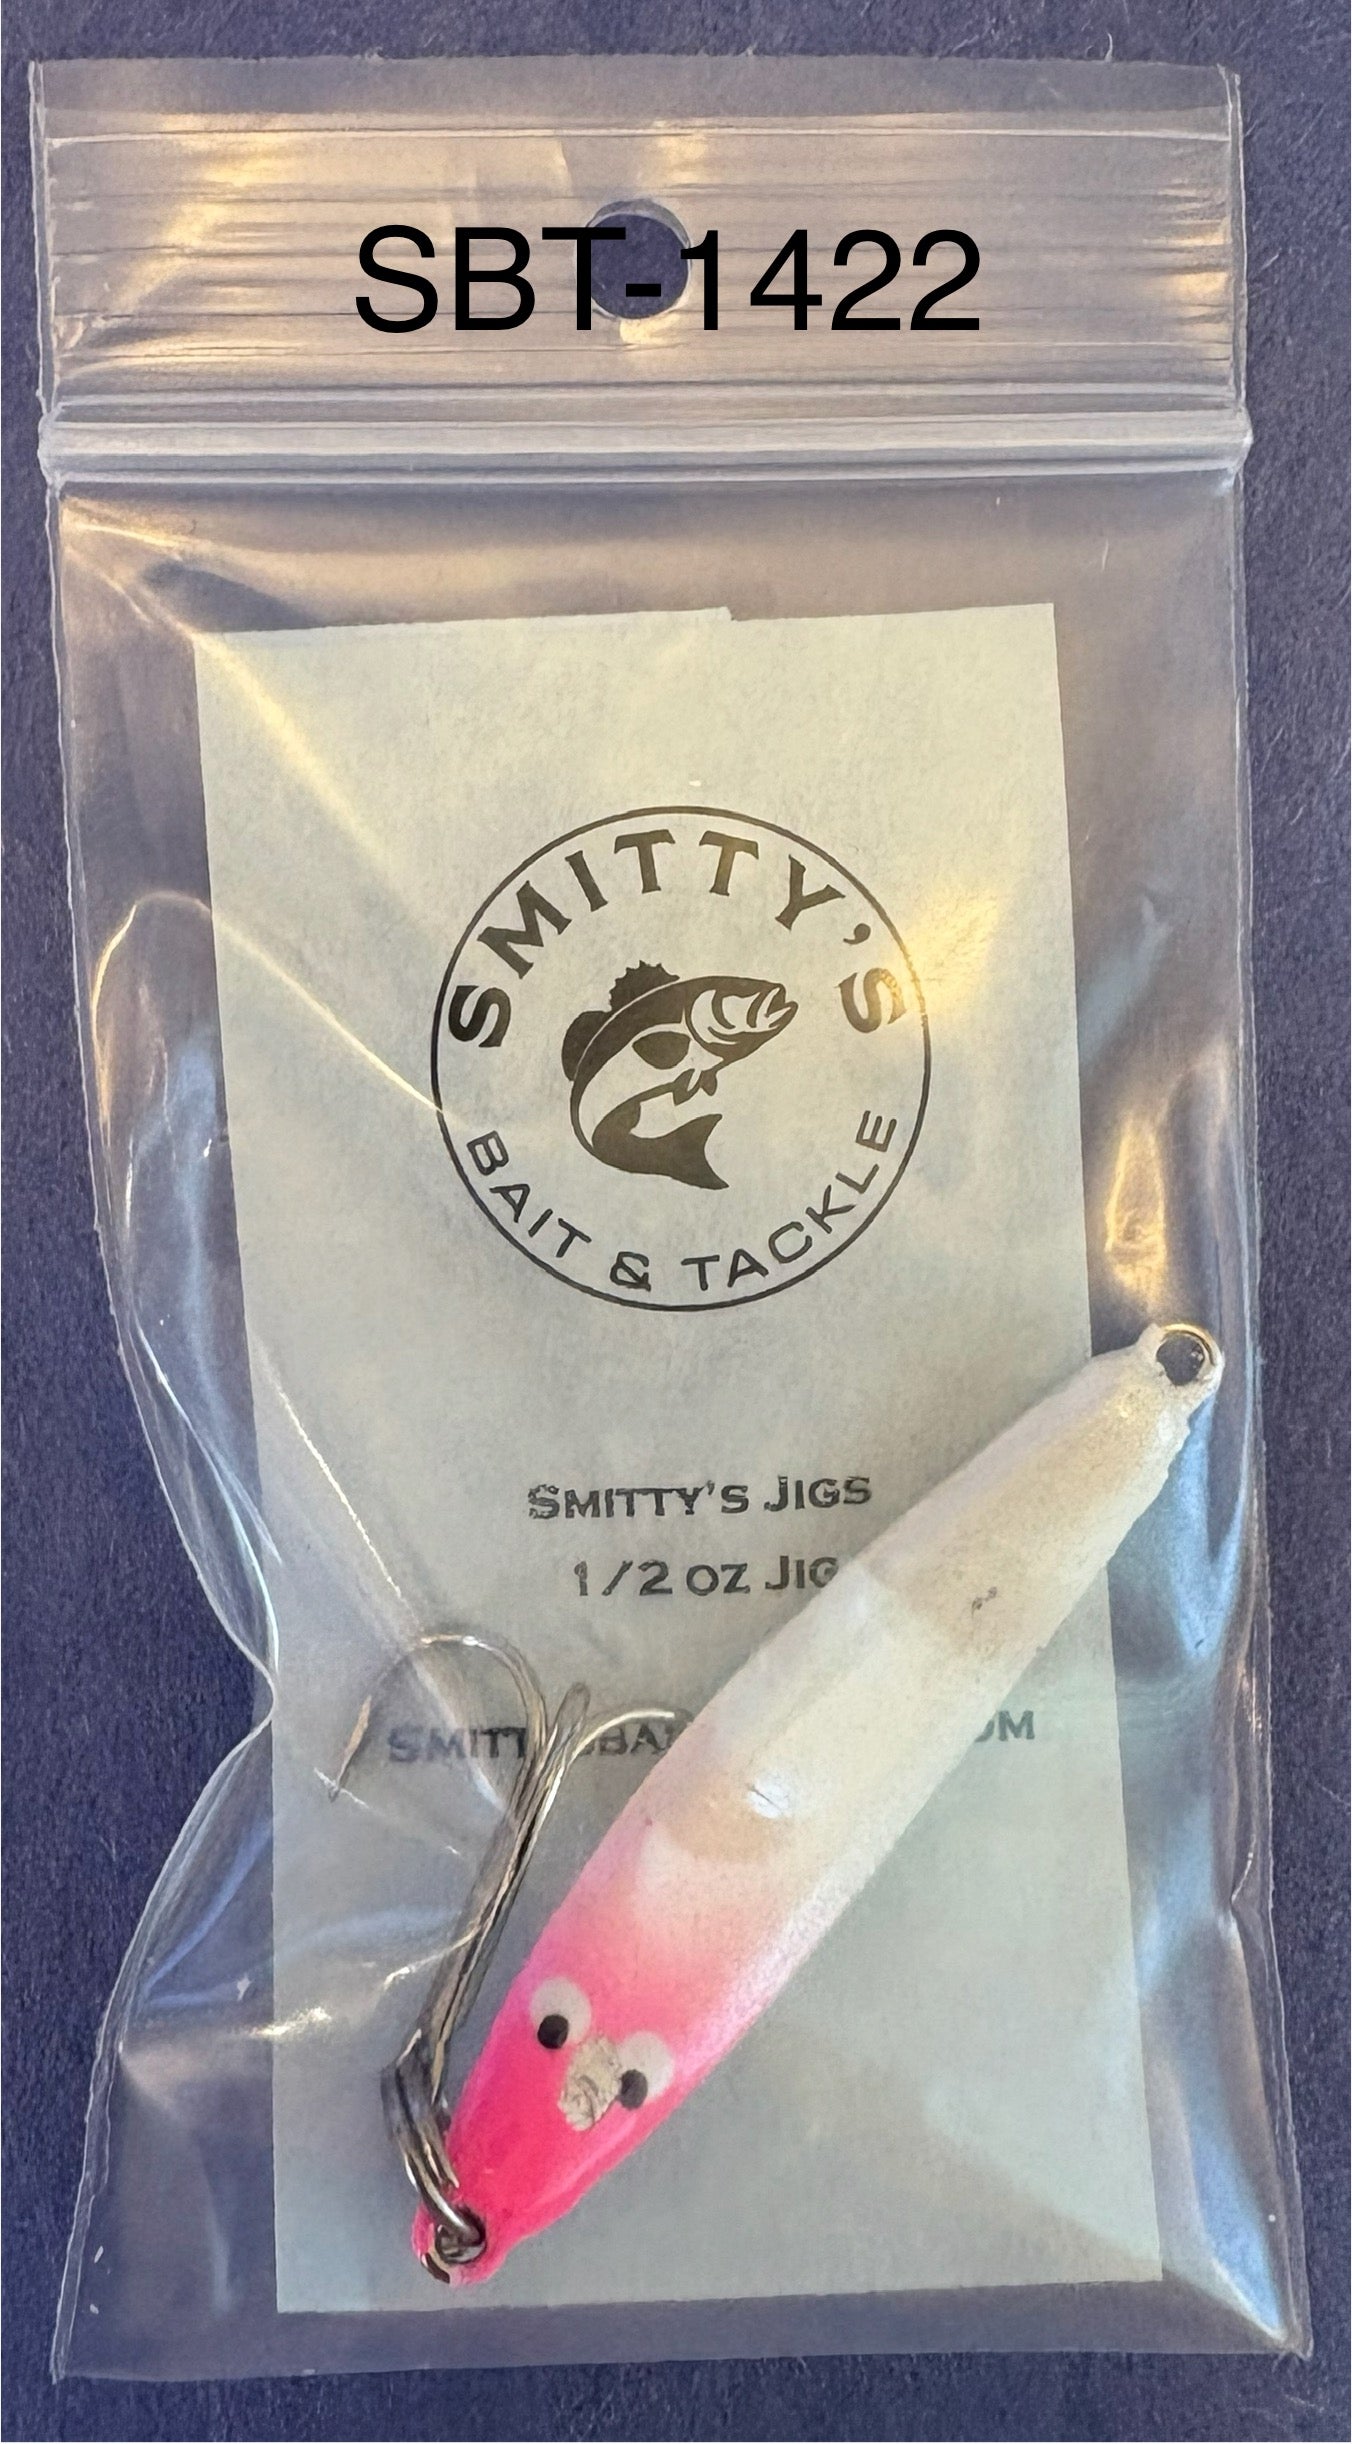 SBT-1422
SMITTY'S
BAIT & TACKLE
SMITTY'S JIGS
1/2 OZ JIG